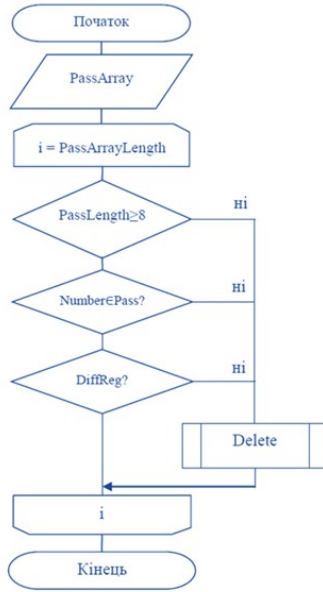 Початок
PassArray
i = PassArrayLength
PassLength≥8
ні
Number∈Pass?
ні
DiffReg?
ні
Delete
i
Кінець